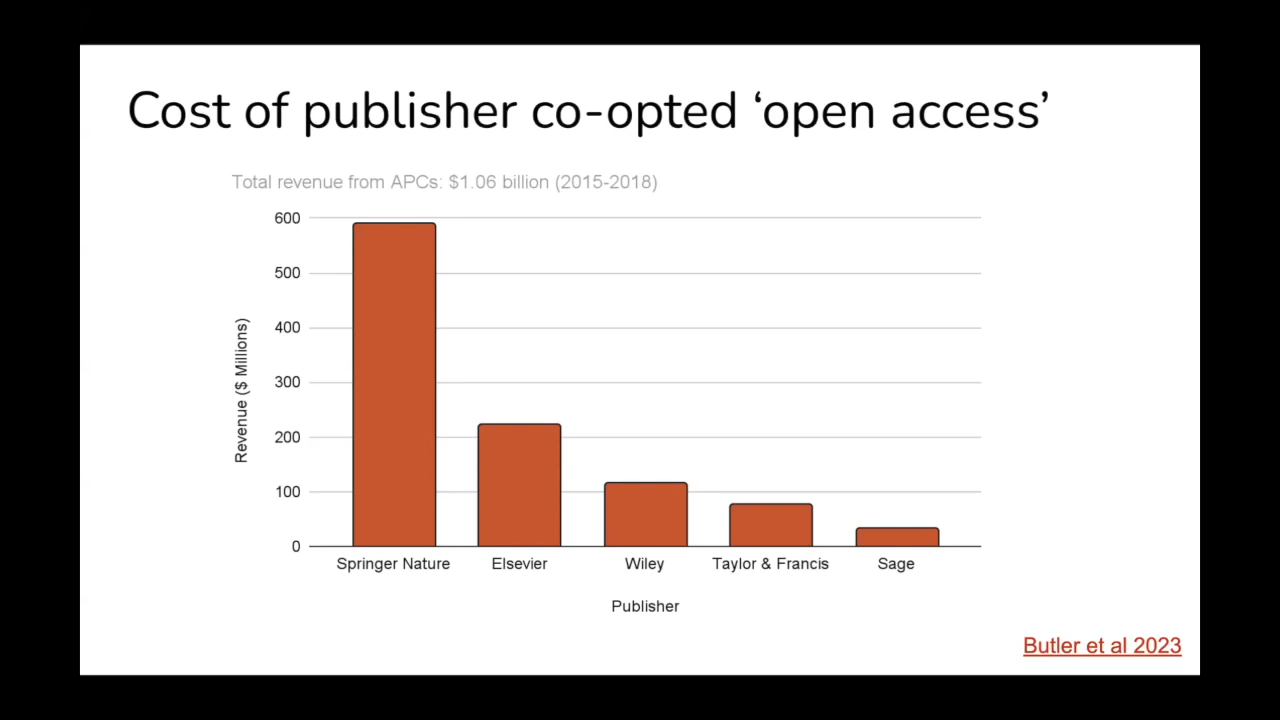 Cost of publisher co-opted ‘open access’
Total revenue from APCs: $1.06 billion (2015-2018)
600
500
400
300
200
100
0
Revenue ($ Millions)
Springer Nature
Elsevier
Wiley
Taylor & Francis
Sage
Publisher
Butler et al 2023